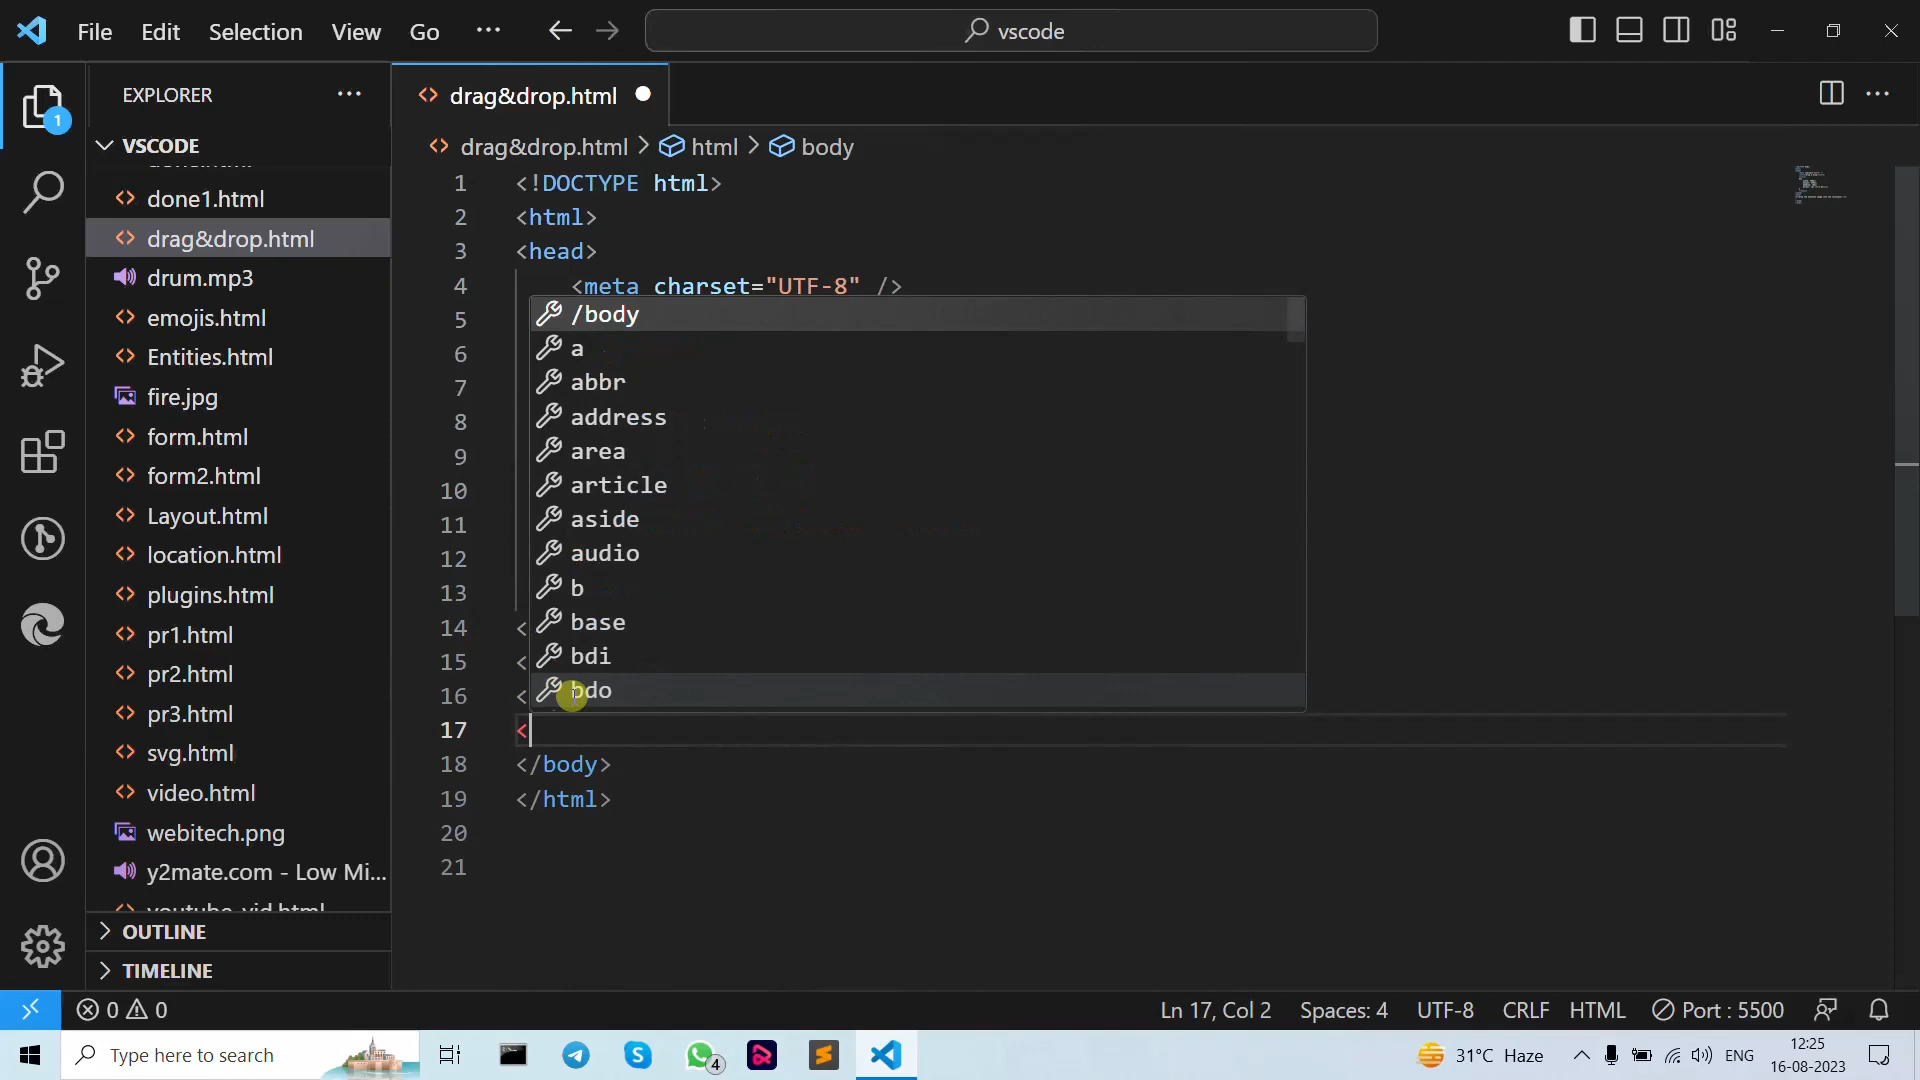 File Edit Selection View Go ··· vscode
EXPLORER ···
1
VSCODE
done1.html
drag&drop.html
drum.mp3
emojis.html
Entities.html
fire.jpg
form.html
form2.html
Layout.html
location.html
plugins.html
pr1.html
pr2.html
pr3.html
svg.html
video.html
webitech.png
y2mate.com - Low Mi...
OUTLINE
TIMELINE
drag&drop.html
drag&drop.html > html > body
1 <!DOCTYPE html>
2 <html>
3 <head>
4 <meta charset="UTF-8" />
5 /body
6 a
7 abbr
8 address
9 area
10 article
11 aside
12 audio
13 b
14 < base
15 < bdi
16 < bdo
17 <
18 </body>
19 </html>
20
21
0 0 Ln 17, Col 2 Spaces: 4 UTF-8 CRLF HTML Port : 5500
Type here to search 4 31°C Haze ENG 12:25
16-08-2023